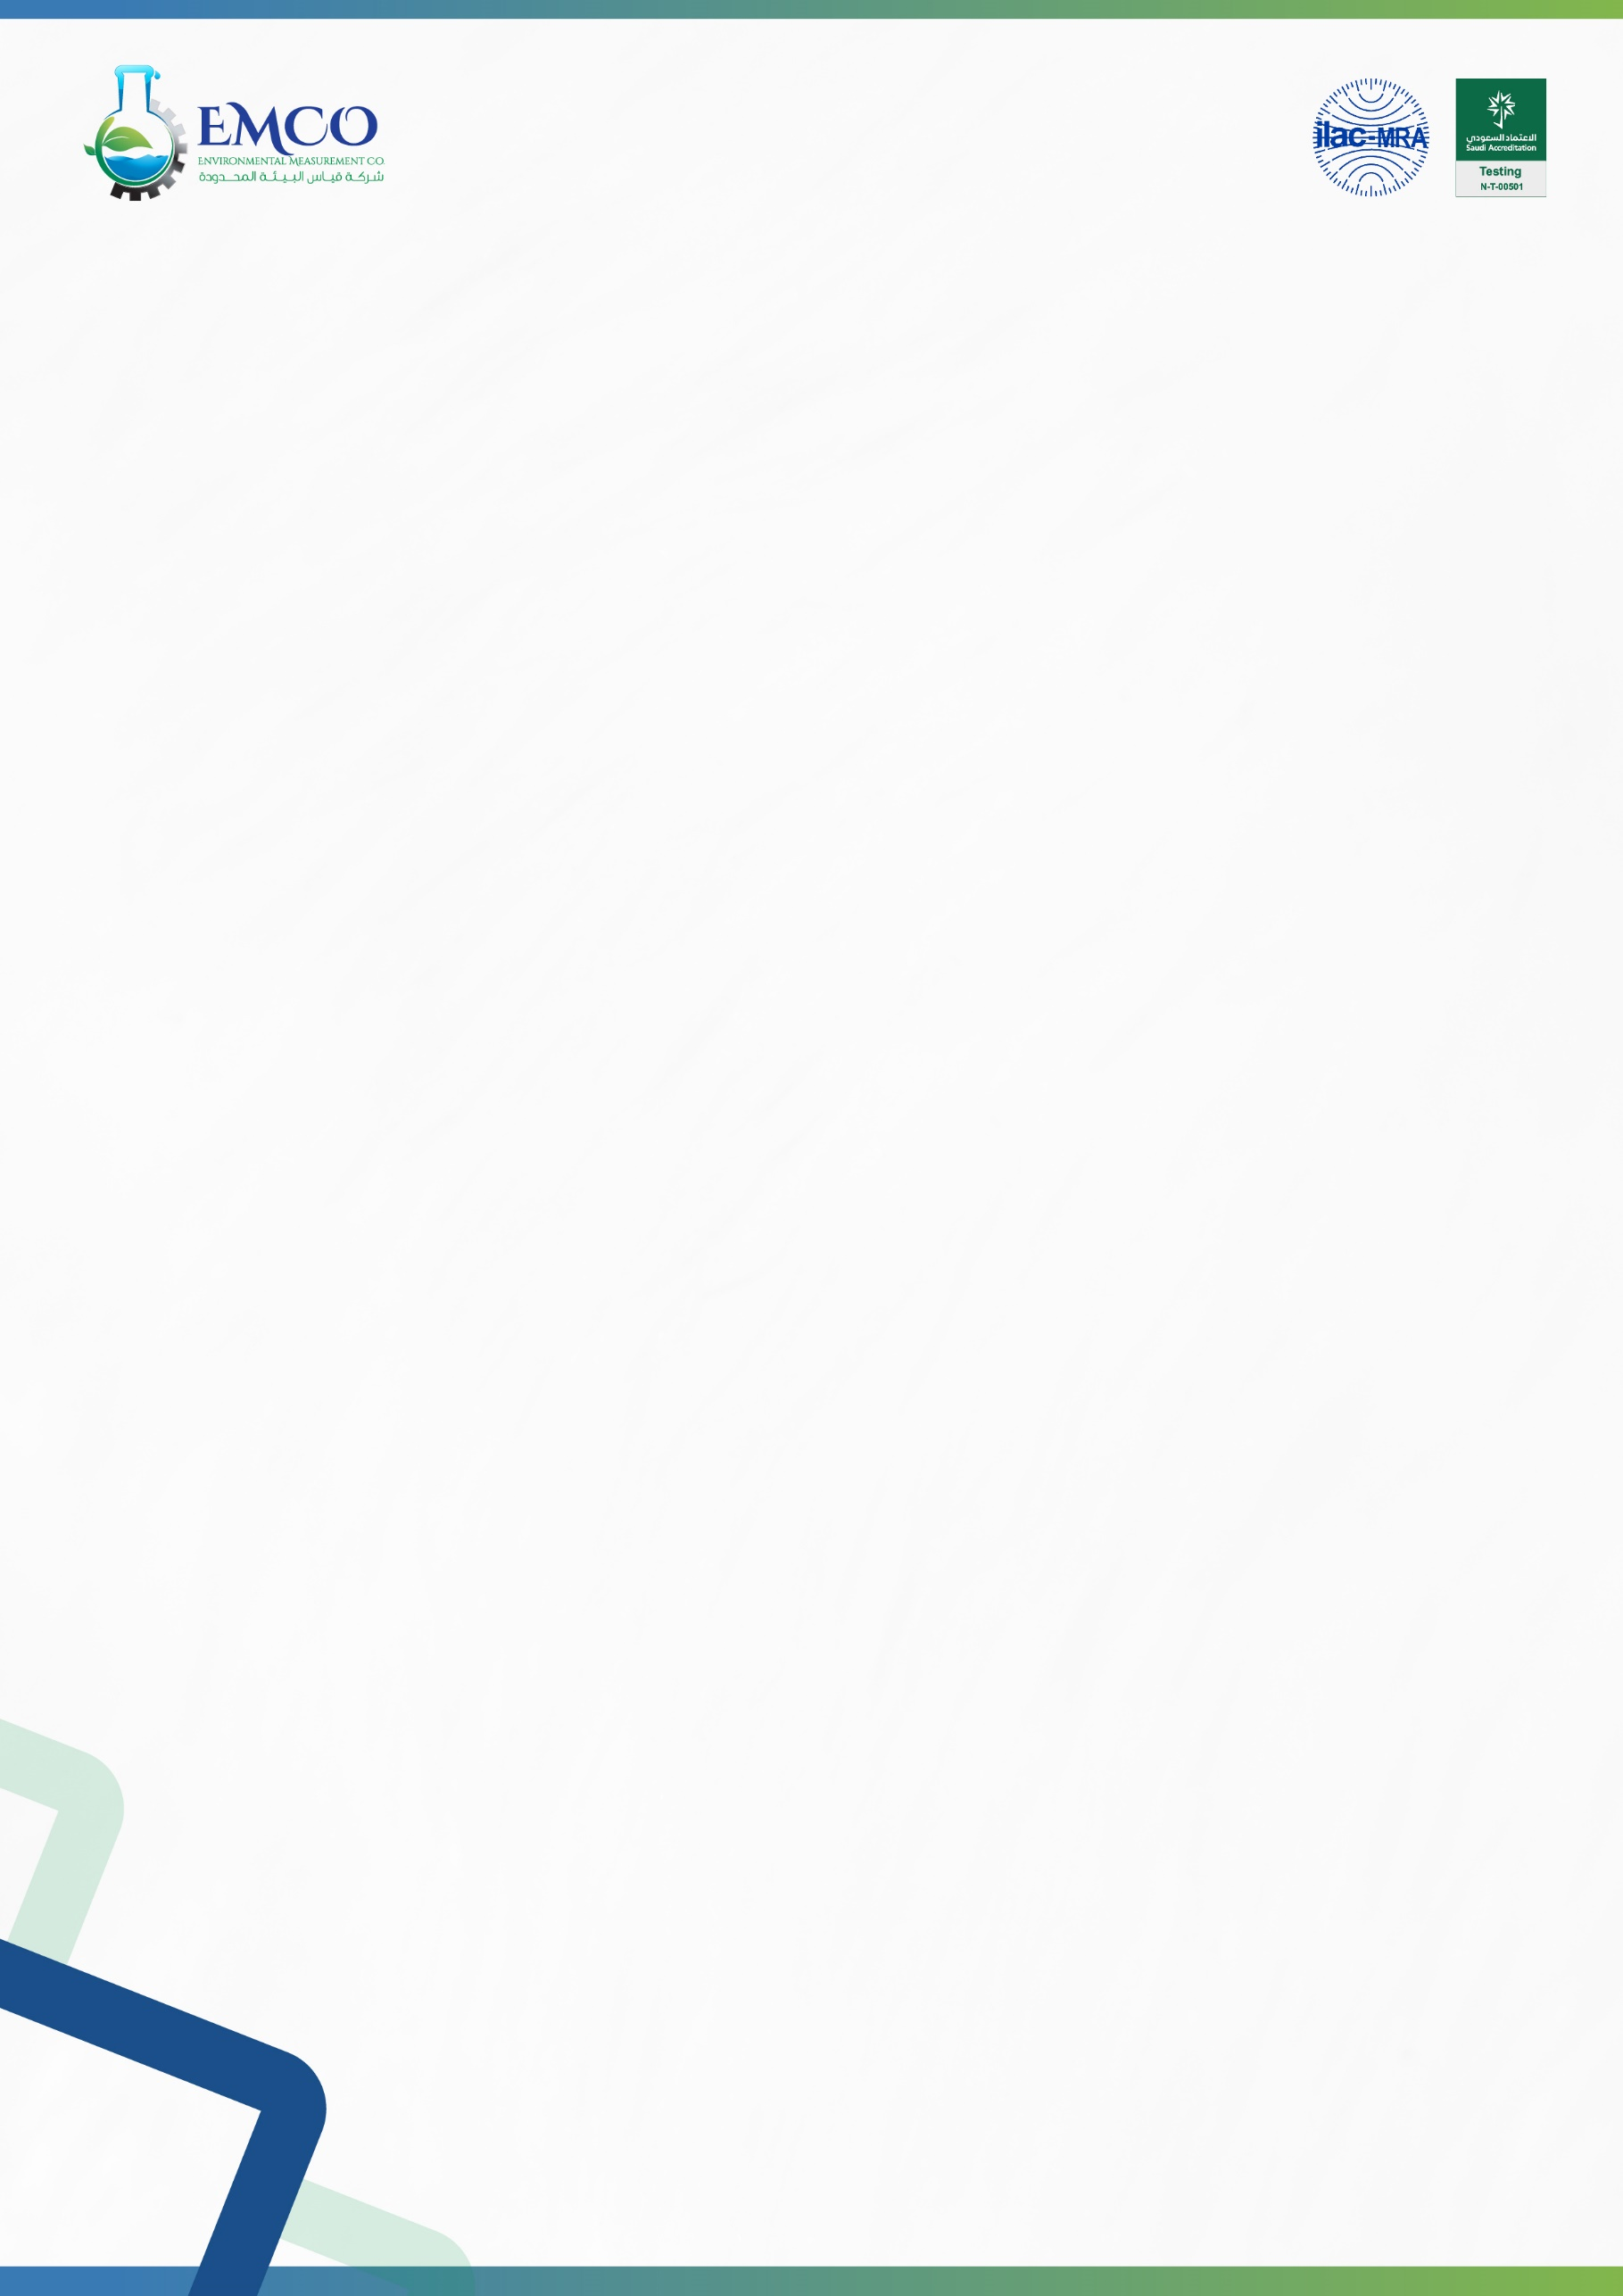 EMCO
ENVIRONMENTAL MEASUREMENT CO.
شركة قياس البيئة المحدودة
ilac-MRA
الاعتماد السعودي
Saudi Accreditation
Testing
N-T-00501